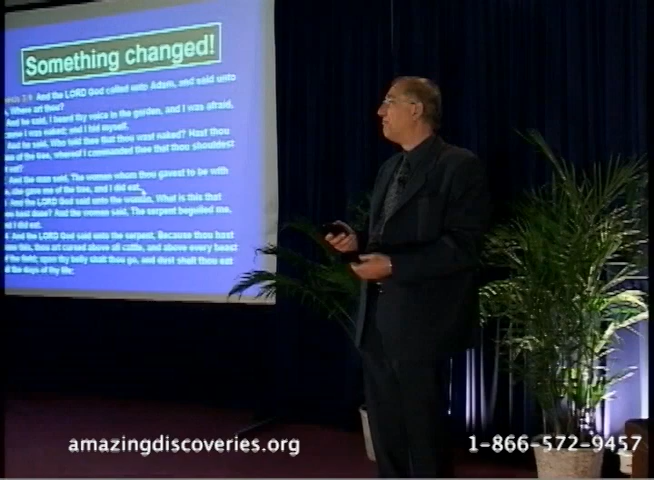 Something changed!
And the LORD God called unto Adam, and said unto
Where art thou?
And he said, I heard thy voice in the garden, and I was afraid,
I was naked; and I hid myself.
And he said, Who told thee that thou wast naked? Hast thou
of the tree, whereof I commanded thee that thou shouldest
eat?
And the man said, The woman whom thou gavest to be with
she gave me of the tree, and I did eat.
And the LORD God said unto the woman, What is this that
hast done? And the woman said, The serpent beguiled me,
I did eat.
And the LORD God said unto the serpent, Because thou hast
this, thou art cursed above all cattle, and above every beast
the field; upon thy belly shalt thou go, and dust shalt thou eat
the days of thy life:
amazingdiscoveries.org
1-866-572-9457